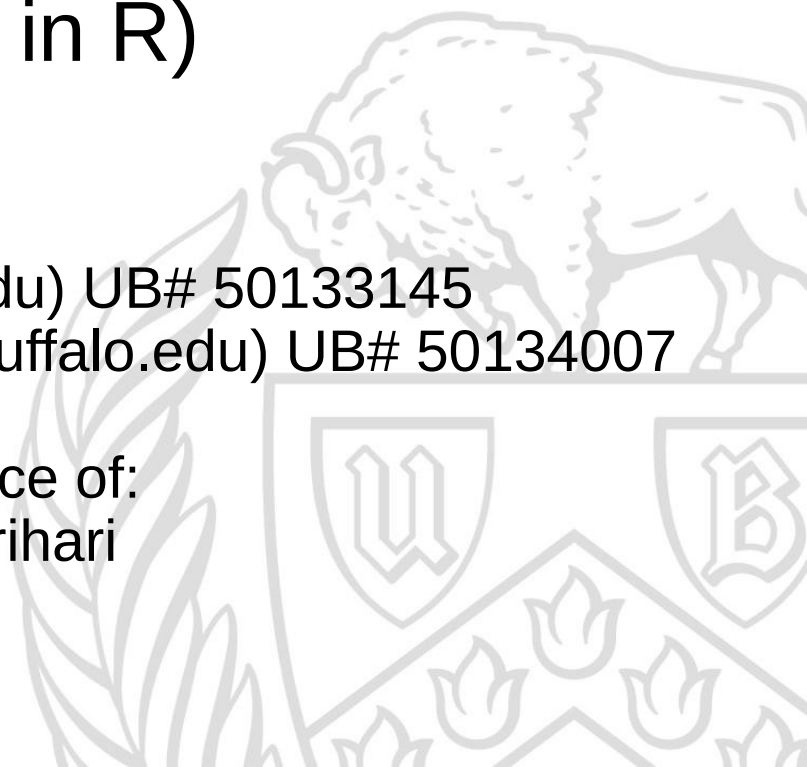 in R)
du) UB# 50133145
uffalo.edu) UB# 50134007
ce of:
rihari
U B